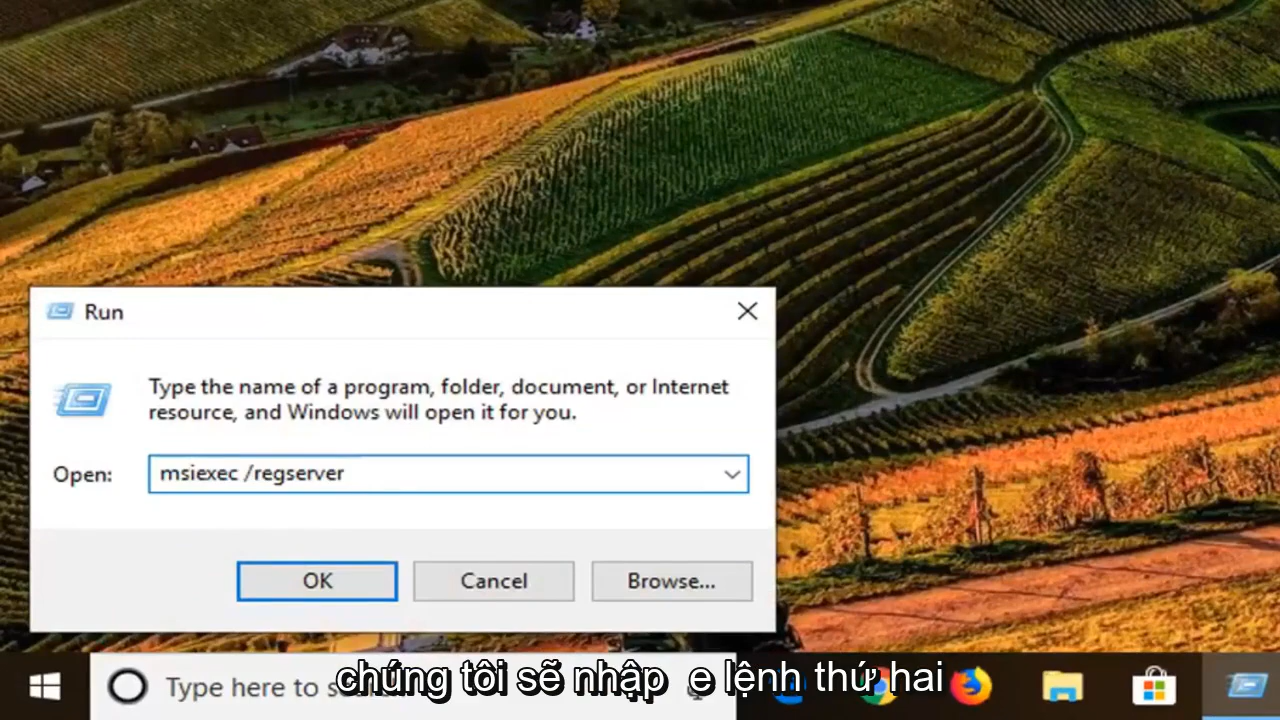 Run
Type the name of a program, folder, document, or Internet
resource, and Windows will open it for you.
Open:
msiexec /regserver
OK
Cancel
Browse...
Type here to
chúng tôi sẽ nhập e lệnh thứ hai